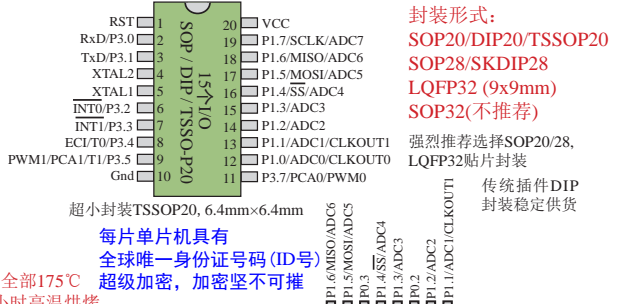 RST 1 20 VCC
RxD/P3.0 2 19 P1.7/SCLK/ADC7
TxD/P3.1 3 18 P1.6/MISO/ADC6
XTAL2 4 17 P1.5/MOSI/ADC5
XTAL1 5 16 P1.4/SS/ADC4
INT0/P3.2 6 15 P1.3/ADC3
INT1/P3.3 7 14 P1.2/ADC2
ECI/T0/P3.4 8 13 P1.1/ADC1/CLKOUT1
PWM1/PCA1/T1/P3.5 9 12 P1.0/ADC0/CLKOUT0
Gnd 10 11 P3.7/PCA0/PWM0
15个I/O
SOP / DIP / TSSO-P20
封装形式:
SOP20/DIP20/TSSOP20
SOP28/SKDIP28
LQFP32 (9x9mm)
SOP32(不推荐)
强烈推荐选择SOP20/28,
LQFP32贴片封装
传统插件DIP
封装稳定供货
超小封装TSSOP20, 6.4mm×6.4mm
每片单片机具有
全球唯一身份证号码(ID号)
超级加密，加密坚不可摧
全部175℃
小时高温烘烤
P1.6/MISO/ADC6
P1.5/MOSI/ADC5
P0.3
P1.4/SS/ADC4
P1.3/ADC3
P0.2
P1.2/ADC2
P1.1/ADC1/CLKOUT1